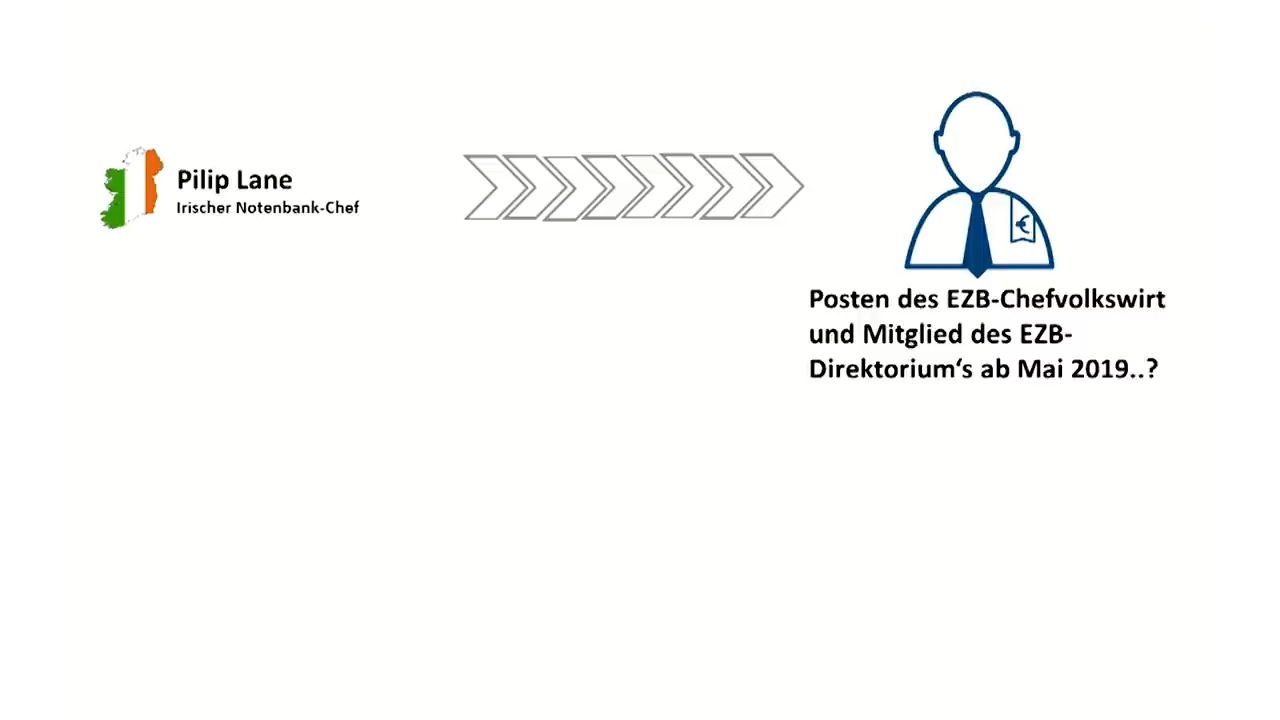 Pilip Lane
Irischer Notenbank-Chef
€
Posten des EZB-Chefvolkswirt
und Mitglied des EZB-
Direktorium‘s ab Mai 2019..?